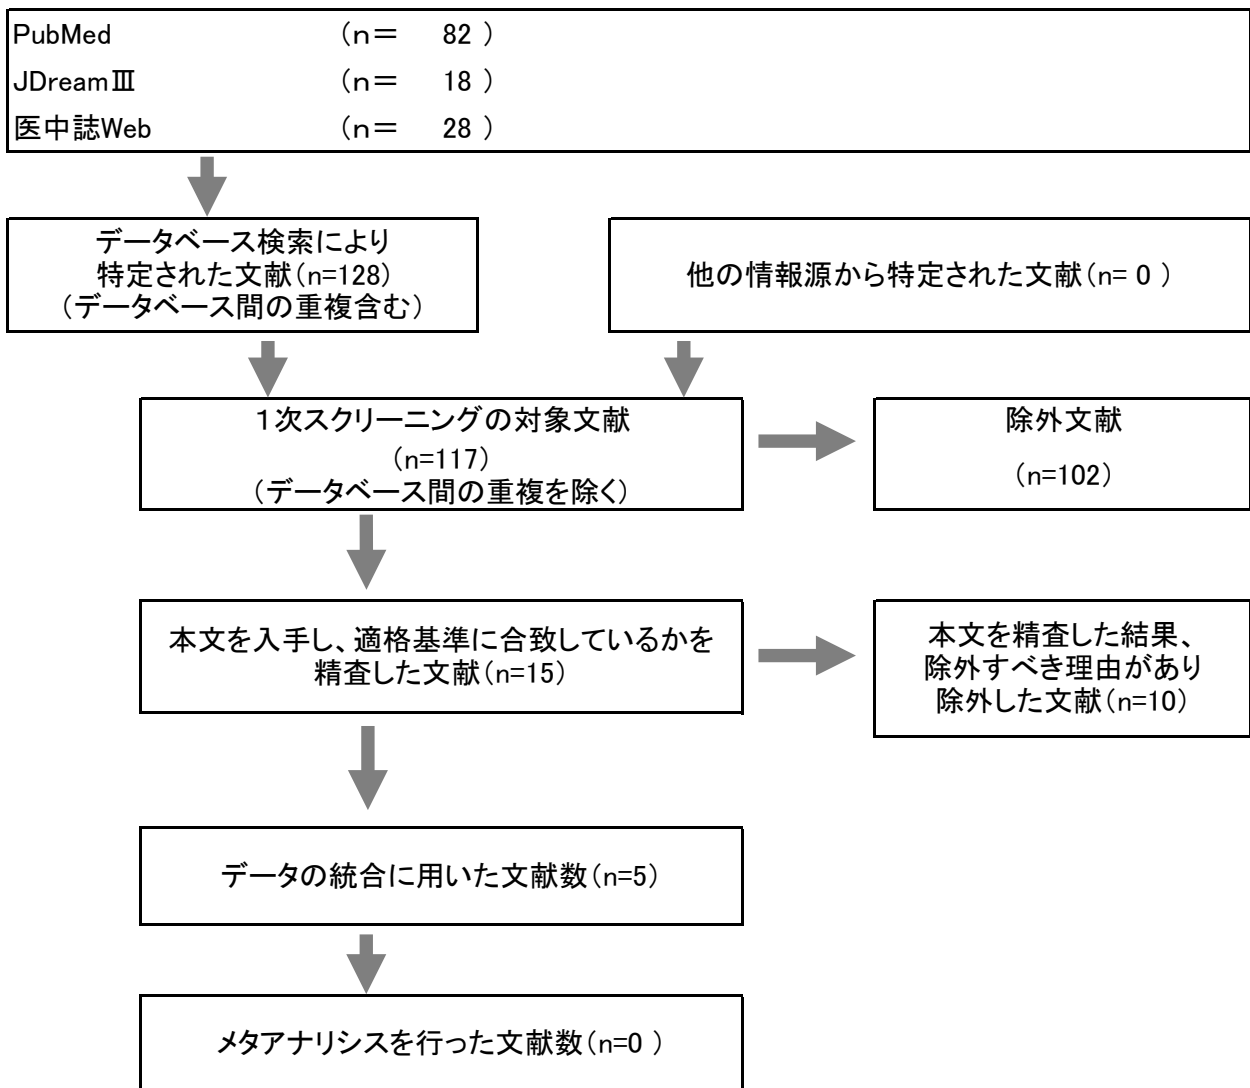 PubMed （n＝ 82 ）
JDreamⅢ （n＝ 18 ）
医中誌Web （n＝ 28 ）
データベース検索により
特定された文献（n=128）
（データベース間の重複含む）
他の情報源から特定された文献（n= 0 ）
１次スクリーニングの対象文献
（n=117）
（データベース間の重複を除く）
除外文献
（n=102）
本文を入手し、適格基準に合致しているかを
精査した文献（n=15）
本文を精査した結果、
除外すべき理由があり
除外した文献（n=10）
データの統合に用いた文献数（n=5）
メタアナリシスを行った文献数（n=0 ）